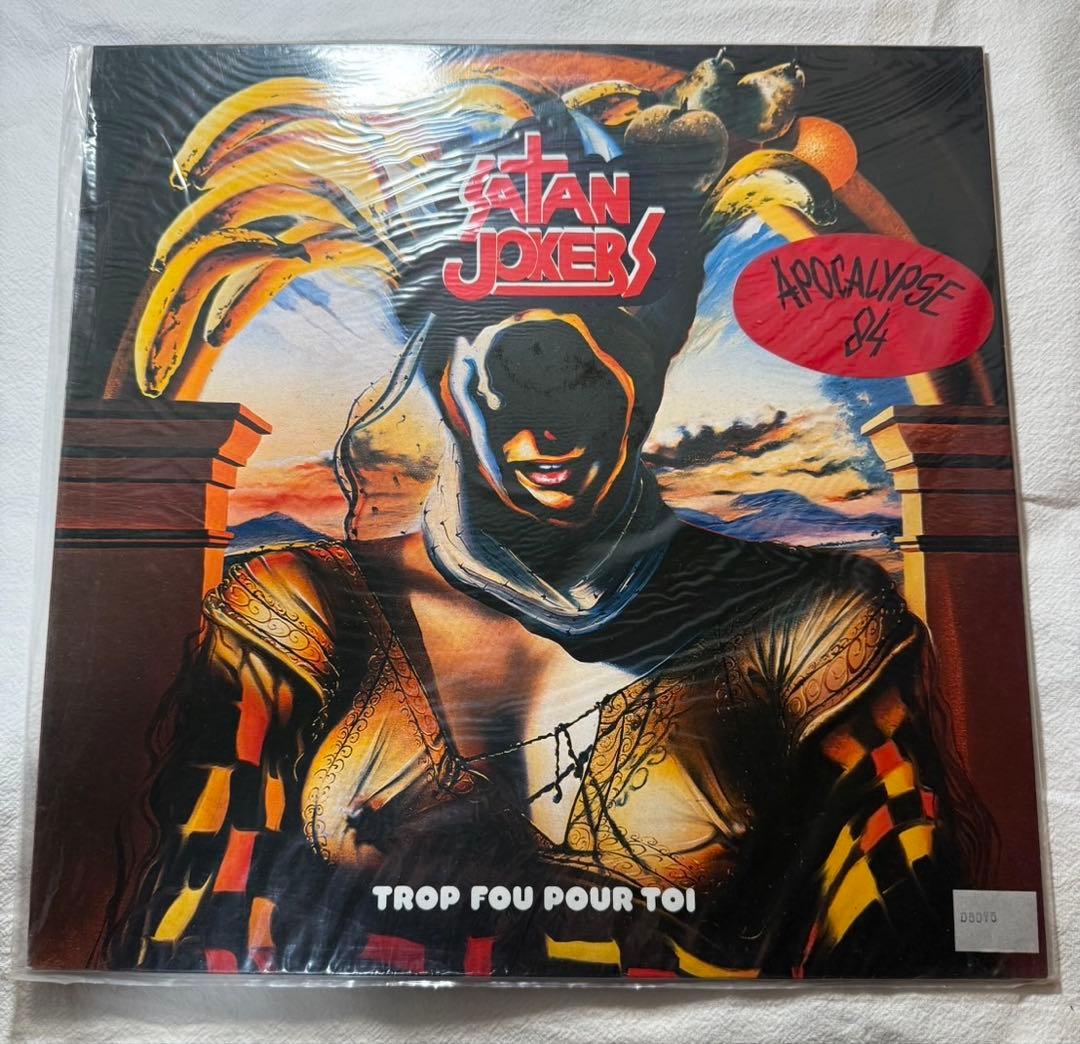 SATAN
JOKERS
APOCALYPSE
84
TROP FOU POUR TOI